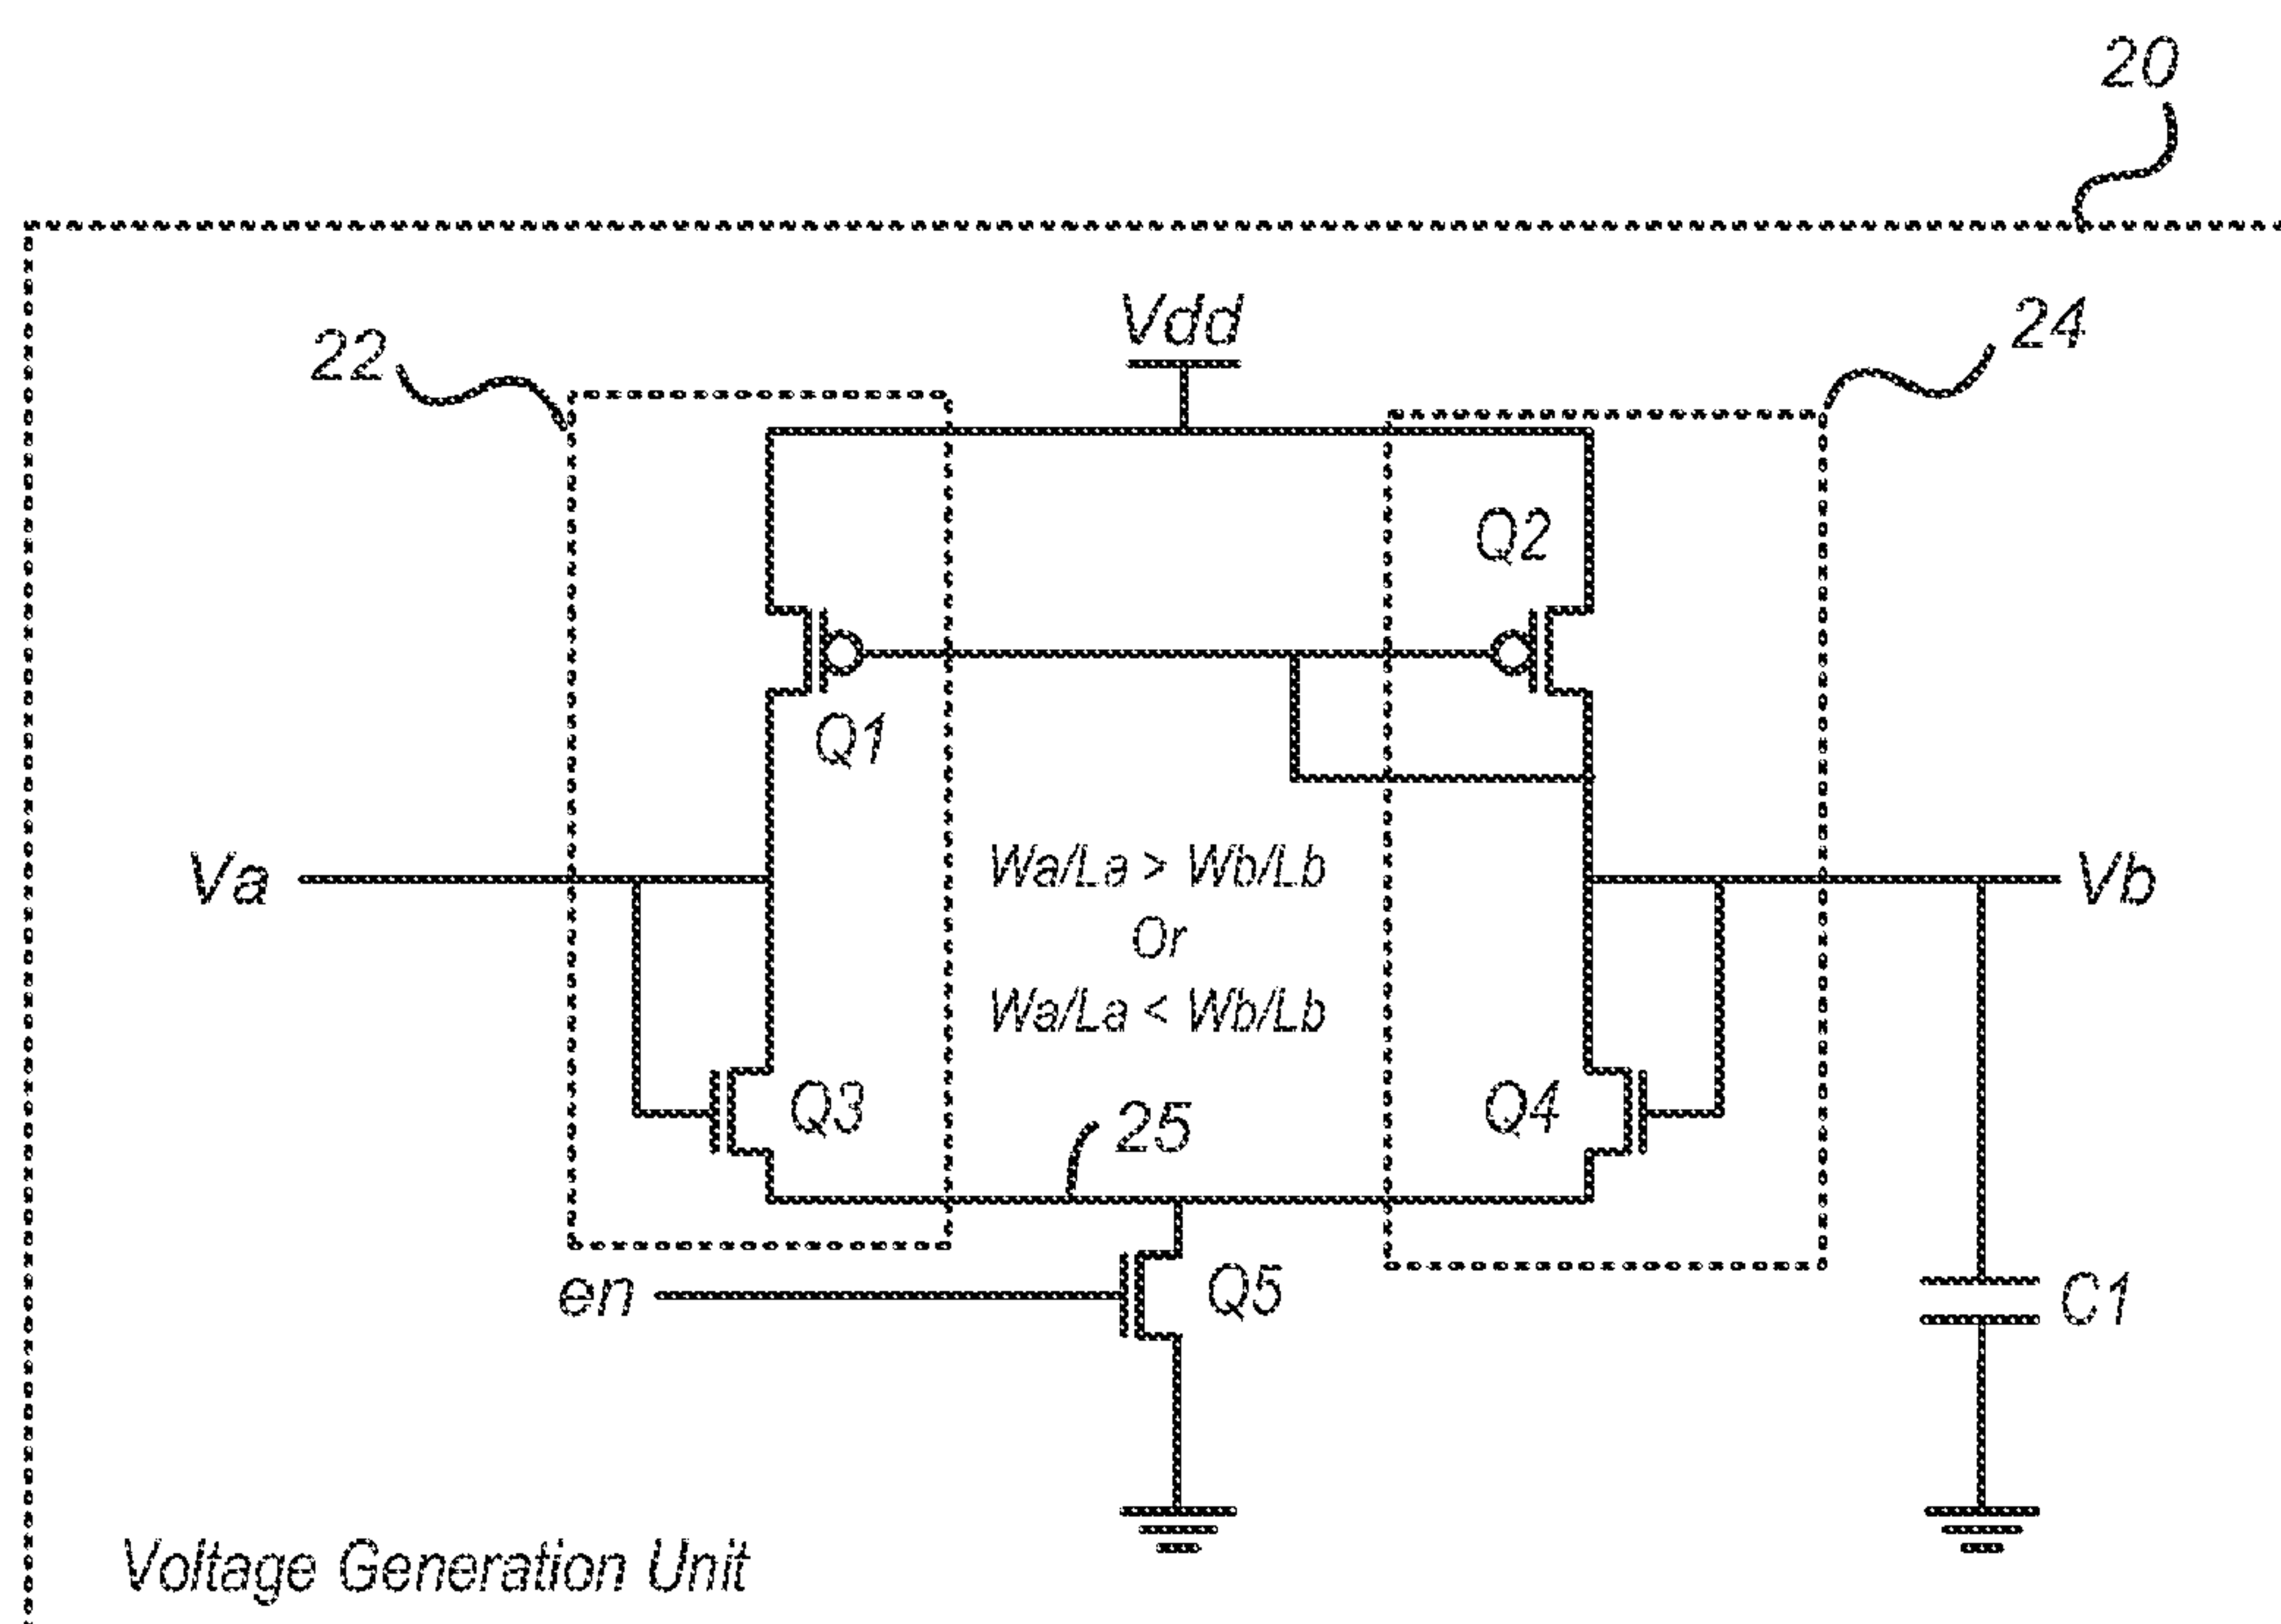 20
Vdd
22
24
Q2
Q1
Va
Wa/La > Wb/Lb
Vb
Or
Wa/La < Wb/Lb
Q3
25
Q4
en
Q5
C1
Voltage Generation Unit